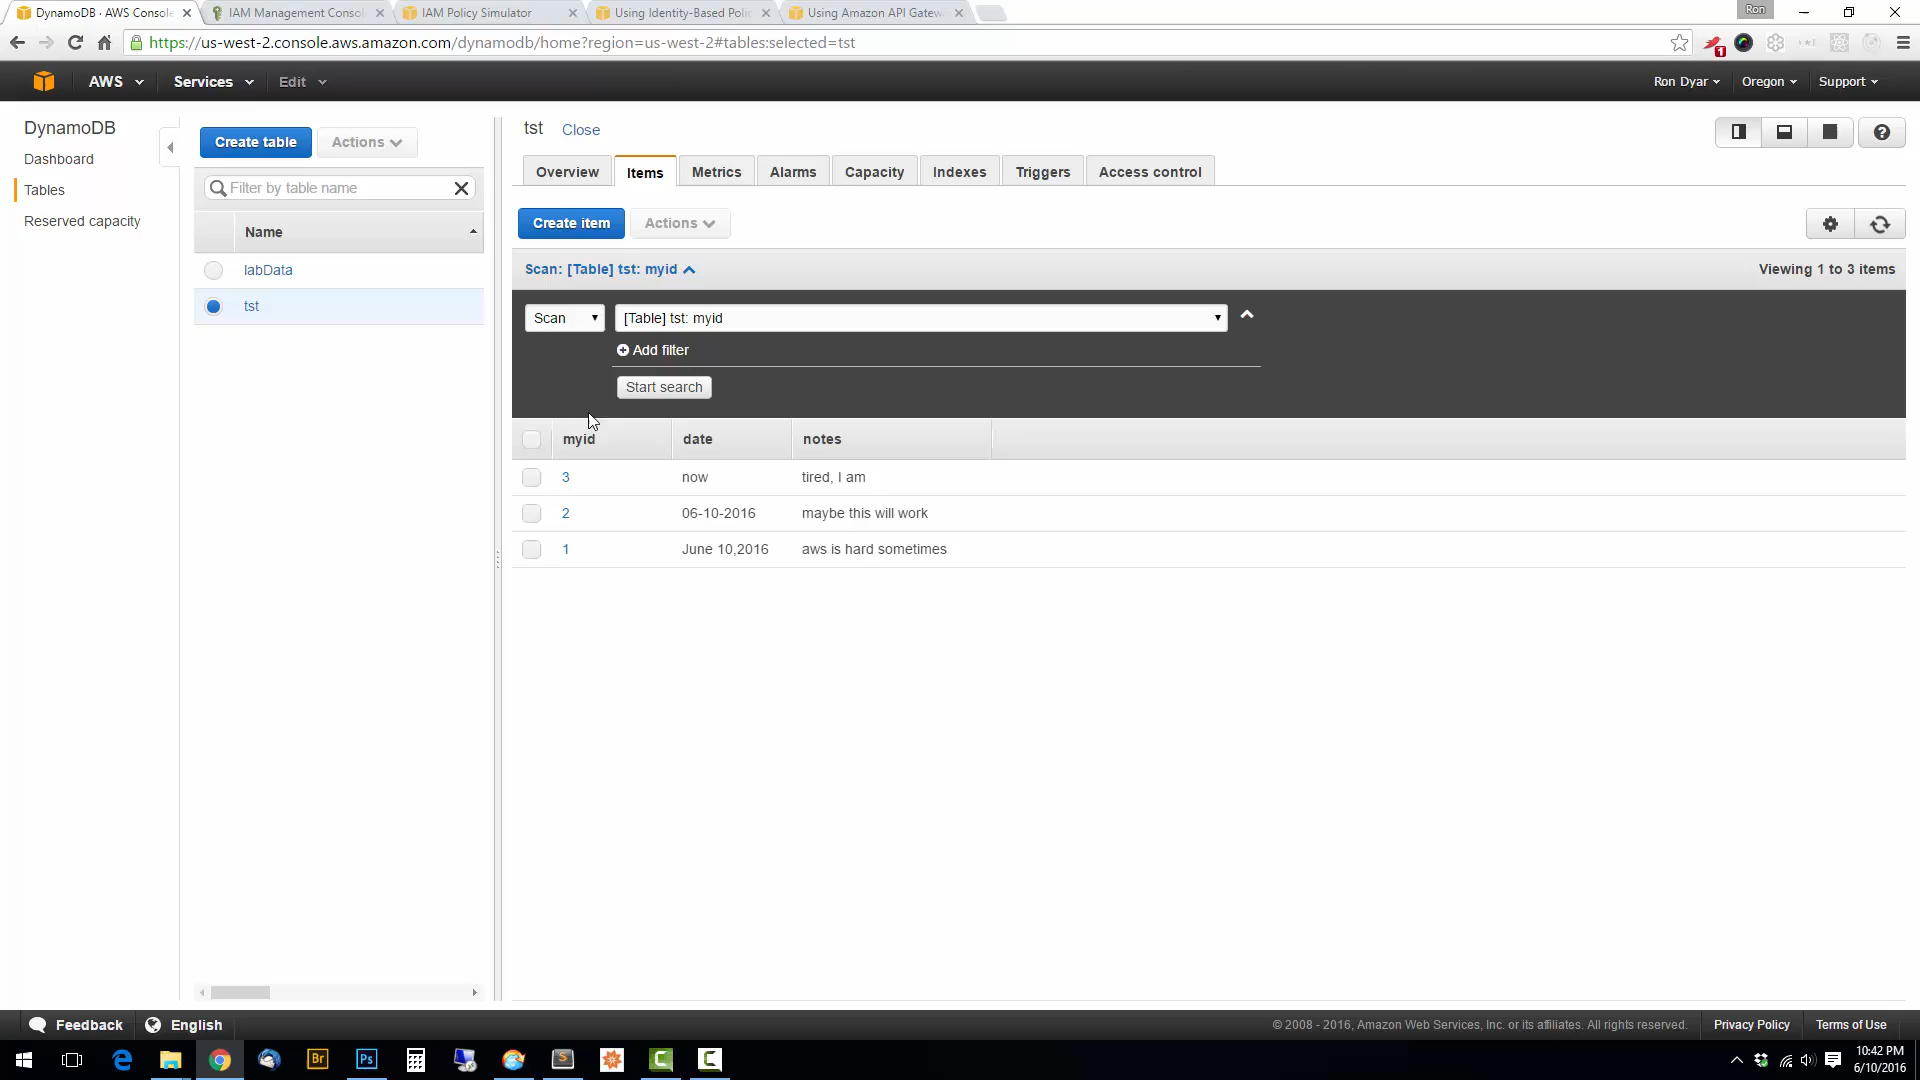 DynamoDB · AWS Console
IAM Management Consol
IAM Policy Simulator
Using Identity-Based Poli
Using Amazon API Gatew
Ron
https://us-west-2.console.aws.amazon.com/dynamodb/home?region=us-west-2#tables:selected=tst
1
AWS
Services
Edit
Ron Dyar
Oregon
Support
DynamoDB
Dashboard
Tables
Reserved capacity
Create table
Actions
Filter by table name
Name
labData
tst
tst
Close
Overview
Items
Metrics
Alarms
Capacity
Indexes
Triggers
Access control
Create item
Actions
Scan: [Table] tst: myid
Viewing 1 to 3 items
Scan
[Table] tst: myid
Add filter
Start search
myid date notes
3 now tired, I am
2 06-10-2016 maybe this will work
1 June 10,2016 aws is hard sometimes
Feedback
English
© 2008 - 2016, Amazon Web Services, Inc. or its affiliates. All rights reserved.
Privacy Policy
Terms of Use
Br
Ps
S
10:42 PM
6/10/2016